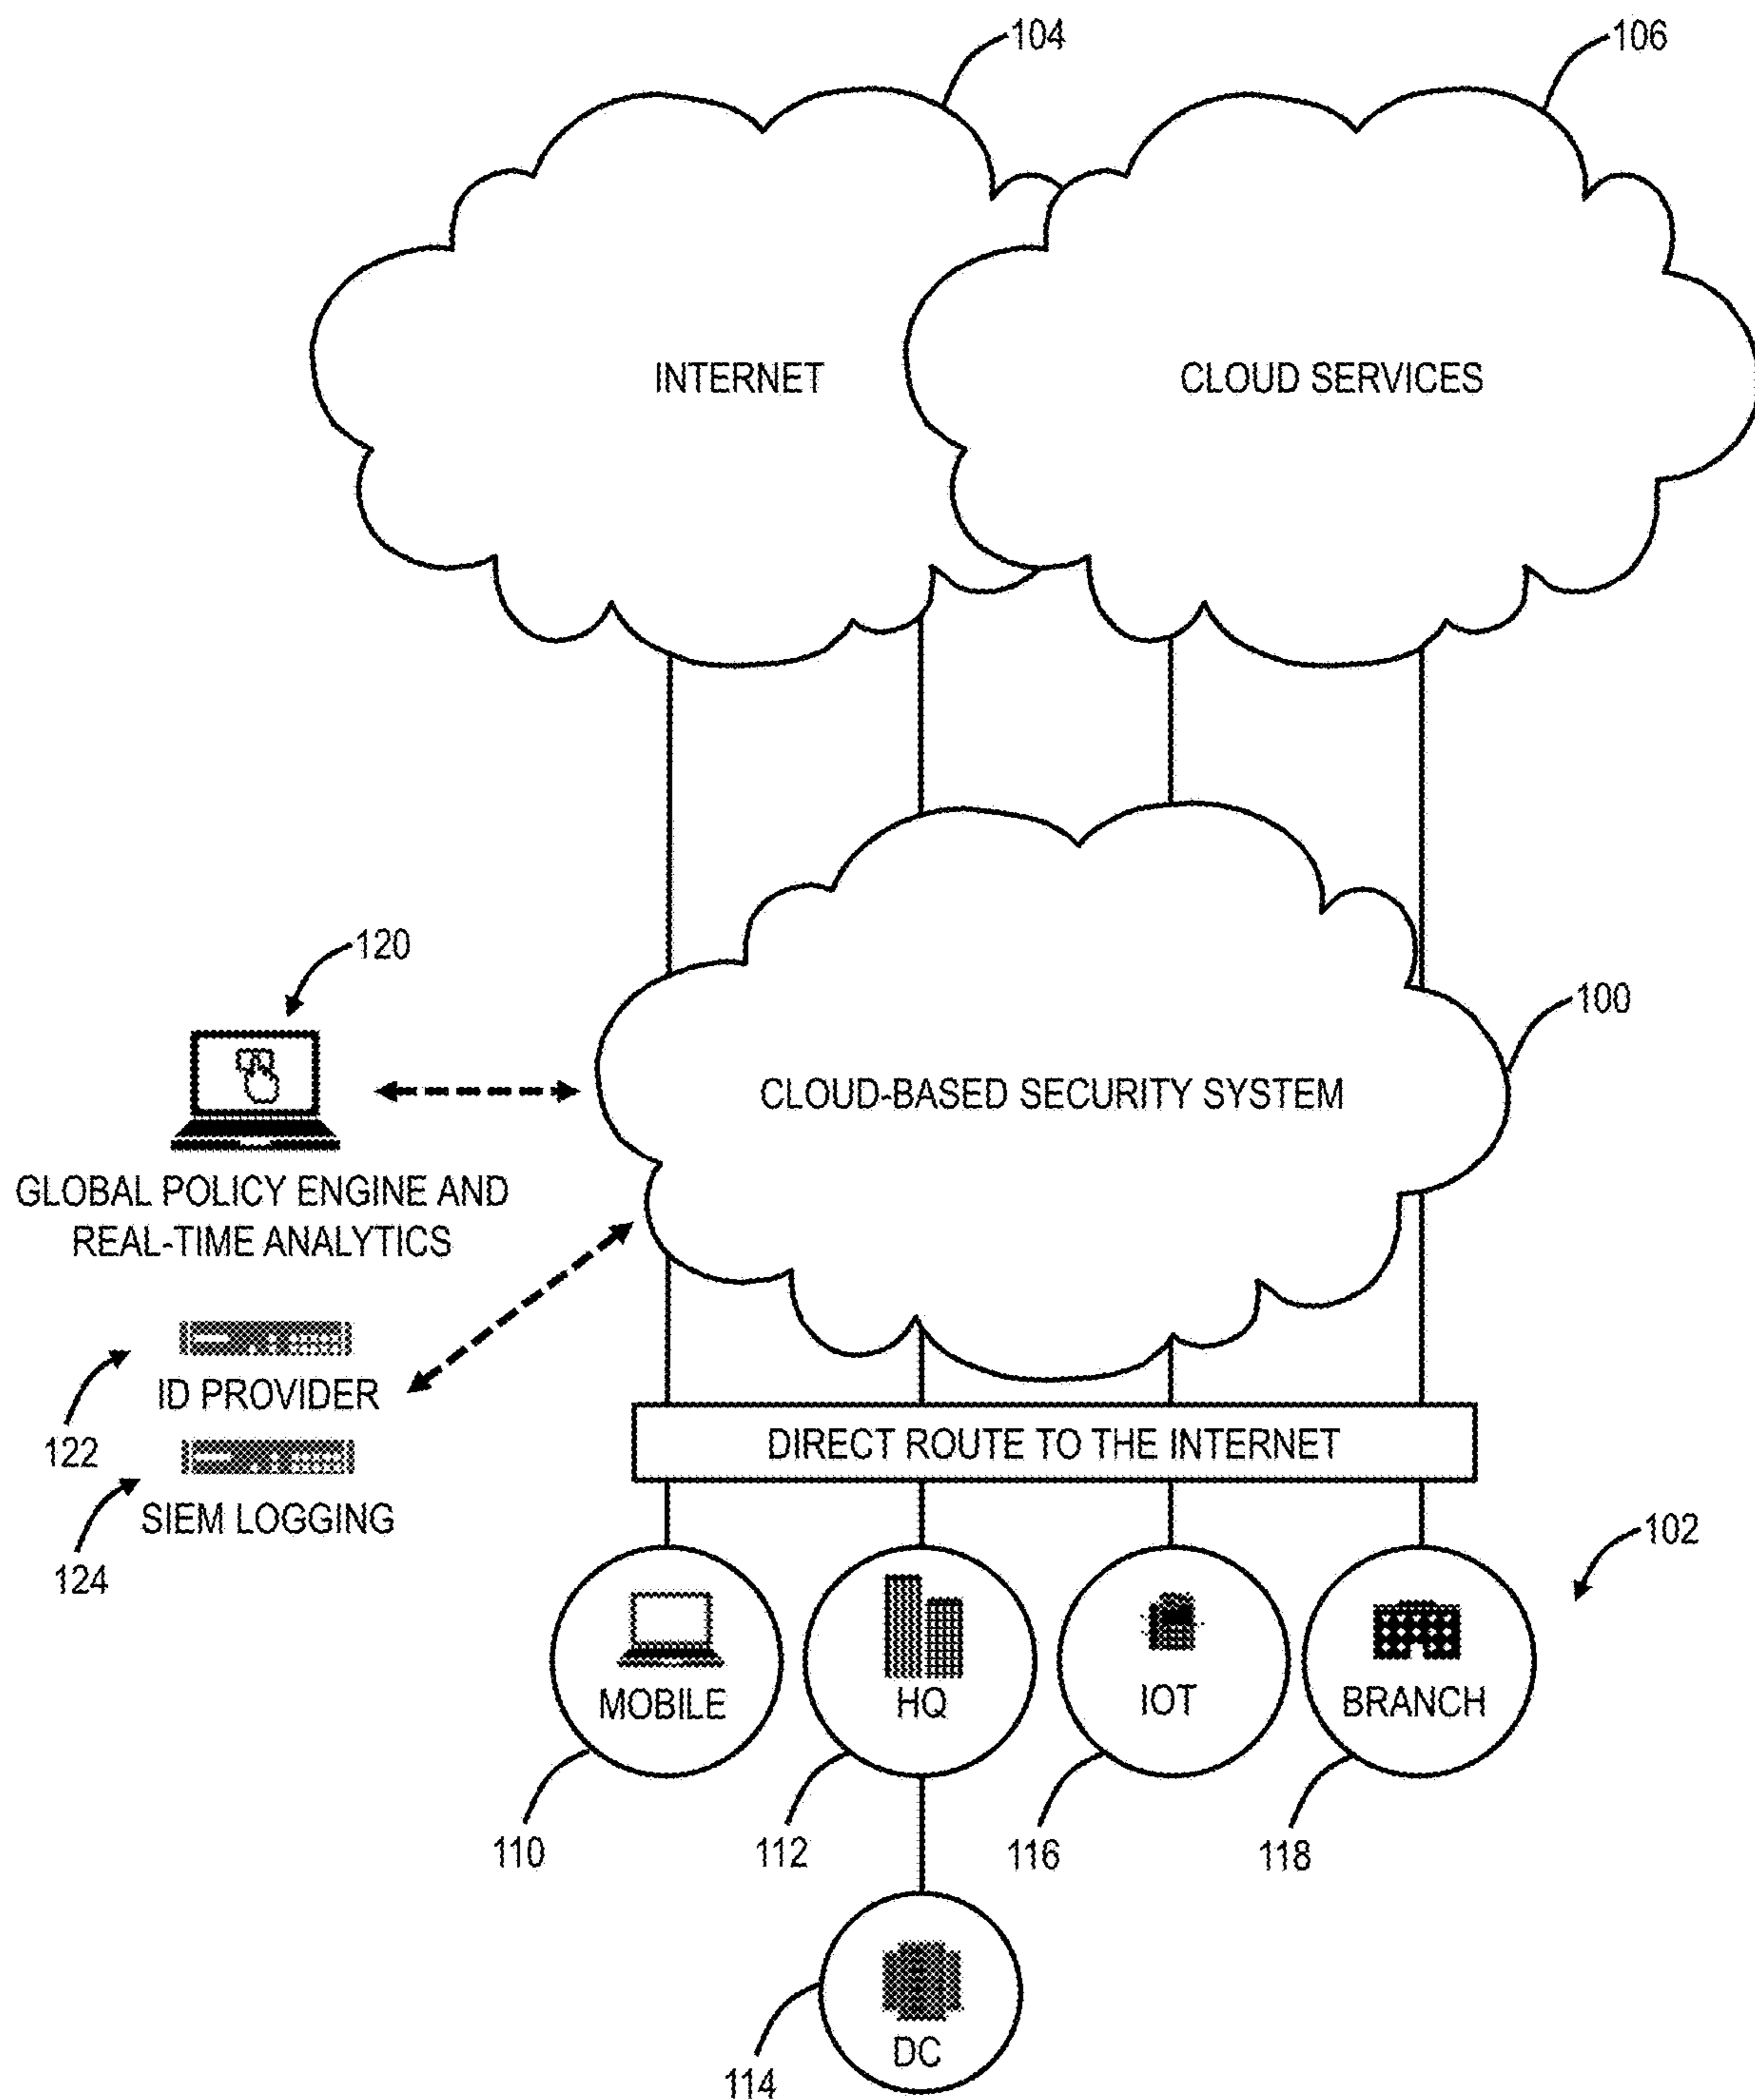 104
106
INTERNET
CLOUD SERVICES
120
100
CLOUD-BASED SECURITY SYSTEM
GLOBAL POLICY ENGINE AND
REAL-TIME ANALYTICS
ID PROVIDER
122
DIRECT ROUTE TO THE INTERNET
SIEM LOGGING
124
102
MOBILE
HQ
IOT
BRANCH
110
112
116
118
DC
114